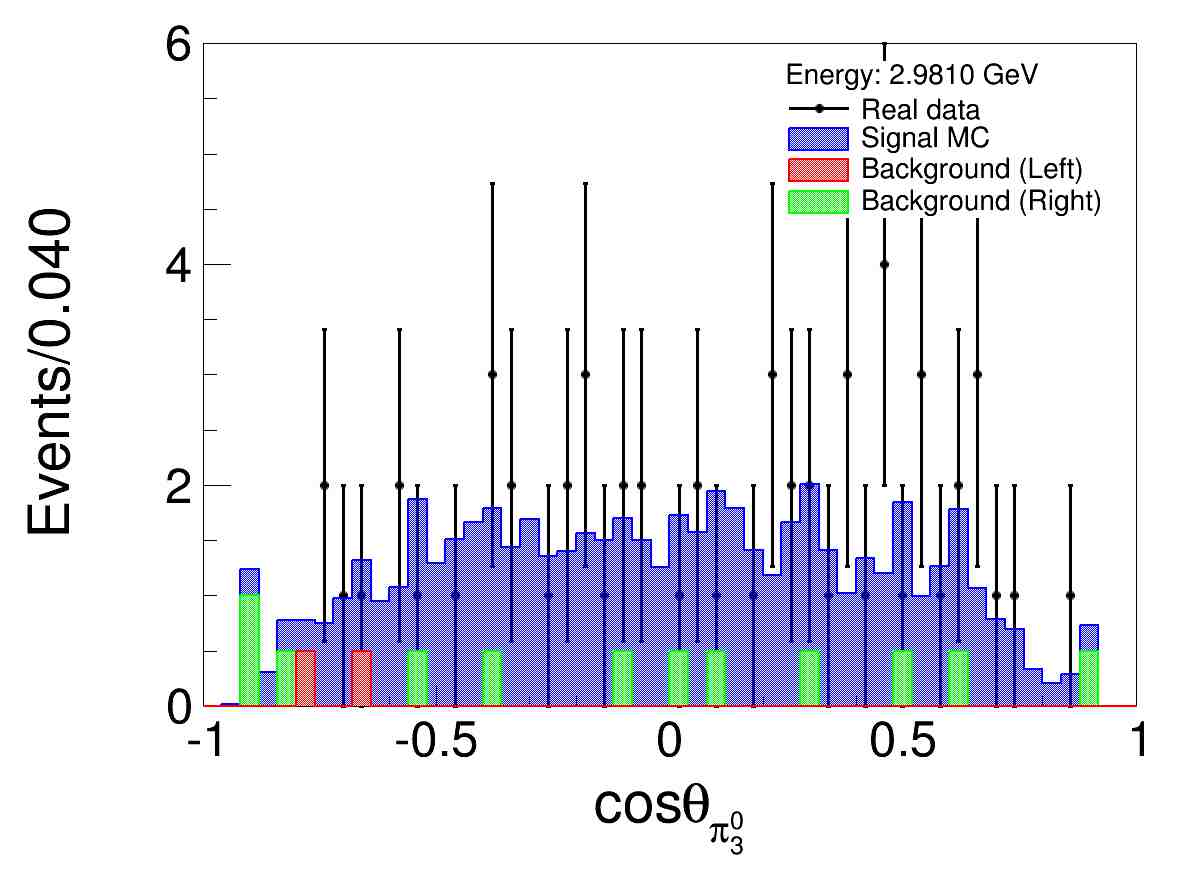 6
4
2
0
-1
-0.5
0
0.5
1
Events/0.040
cosθπ⁰₃
Energy: 2.9810 GeV
Real data
Signal MC
Background (Left)
Background (Right)